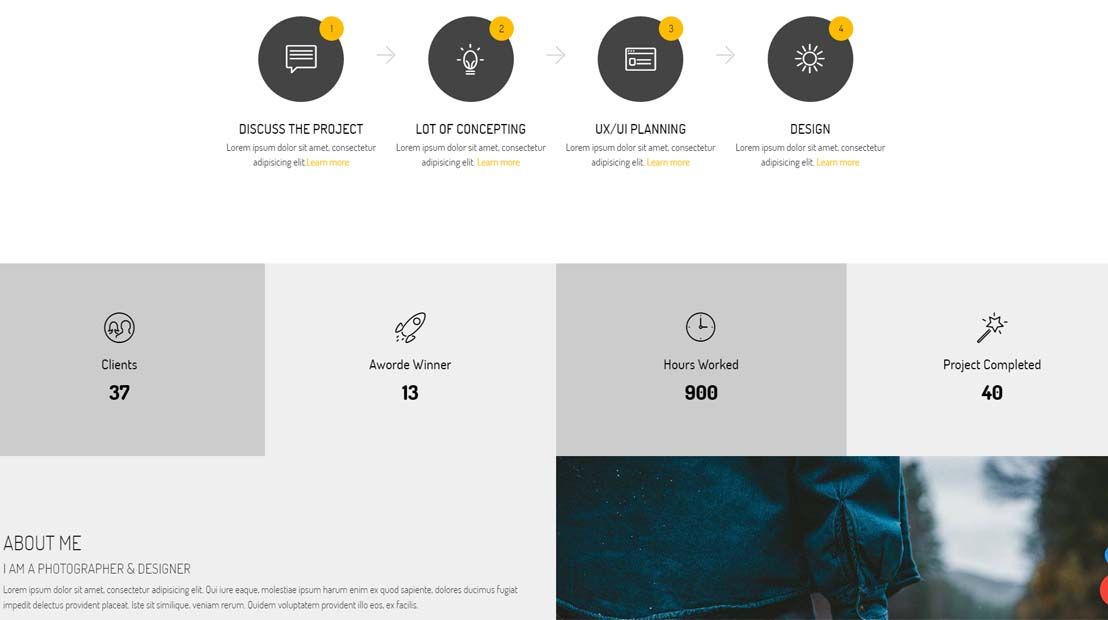 1
2
3
4
DISCUSS THE PROJECT
Lorem ipsum dolor sit amet, consectetur
adipisicing elit.Learn more
LOT OF CONCEPTING
Lorem ipsum dolor sit amet, consectetur
adipisicing elit. Learn more
UX/UI PLANNING
Lorem ipsum dolor sit amet, consectetur
adipisicing elit. Learn more
DESIGN
Lorem ipsum dolor sit amet, consectetur
adipisicing elit. Learn more
Clients
37
Aworde Winner
13
Hours Worked
900
Project Completed
40
ABOUT ME
I AM A PHOTOGRAPHER & DESIGNER
Lorem ipsum dolor sit amet, consectetur adipisicing elit. Qui iure eaque, molestiae ipsum harum enim ex quod sapiente, dolores ducimus fugiat
impedit delectus provident placeat. Iste sit similique, veniam rerum. Quidem voluptatem provident illo eos, ex facilis.